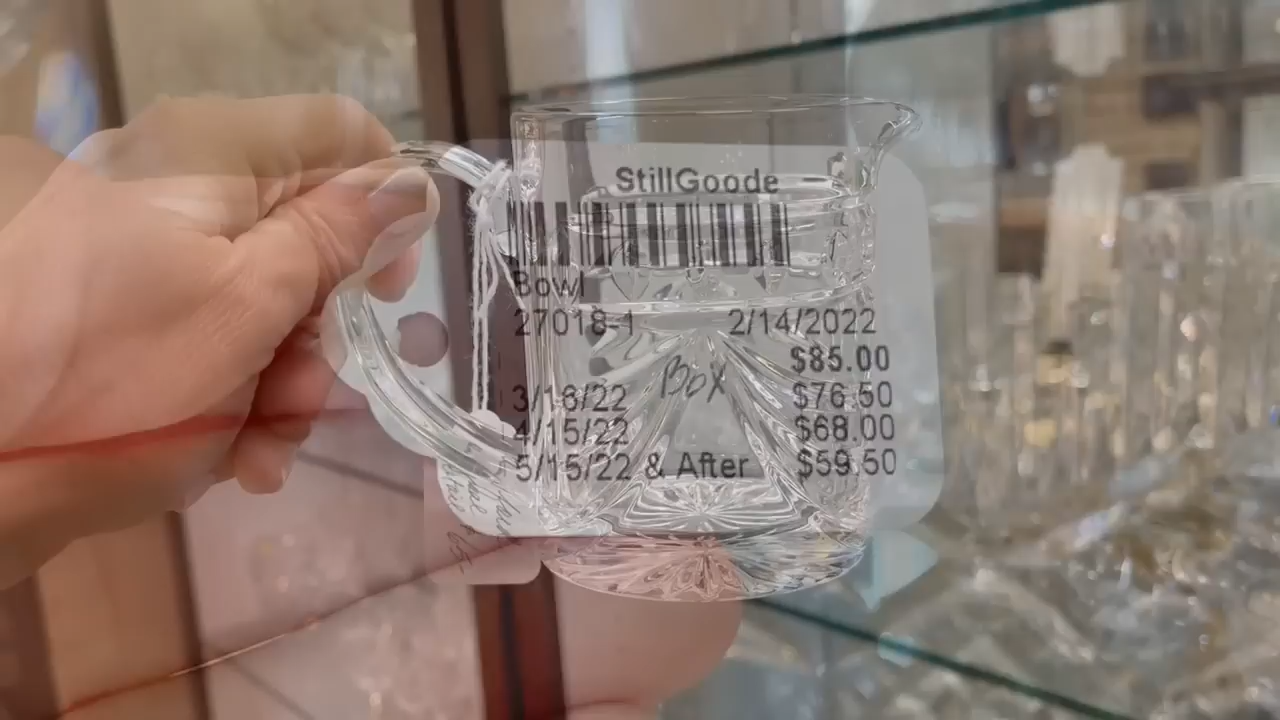 StillGoode
Bowl
27018-1 2/14/2022
$85.00
Box
3/16/22 $76.50
4/15/22 $68.00
5/15/22 & After $59.50